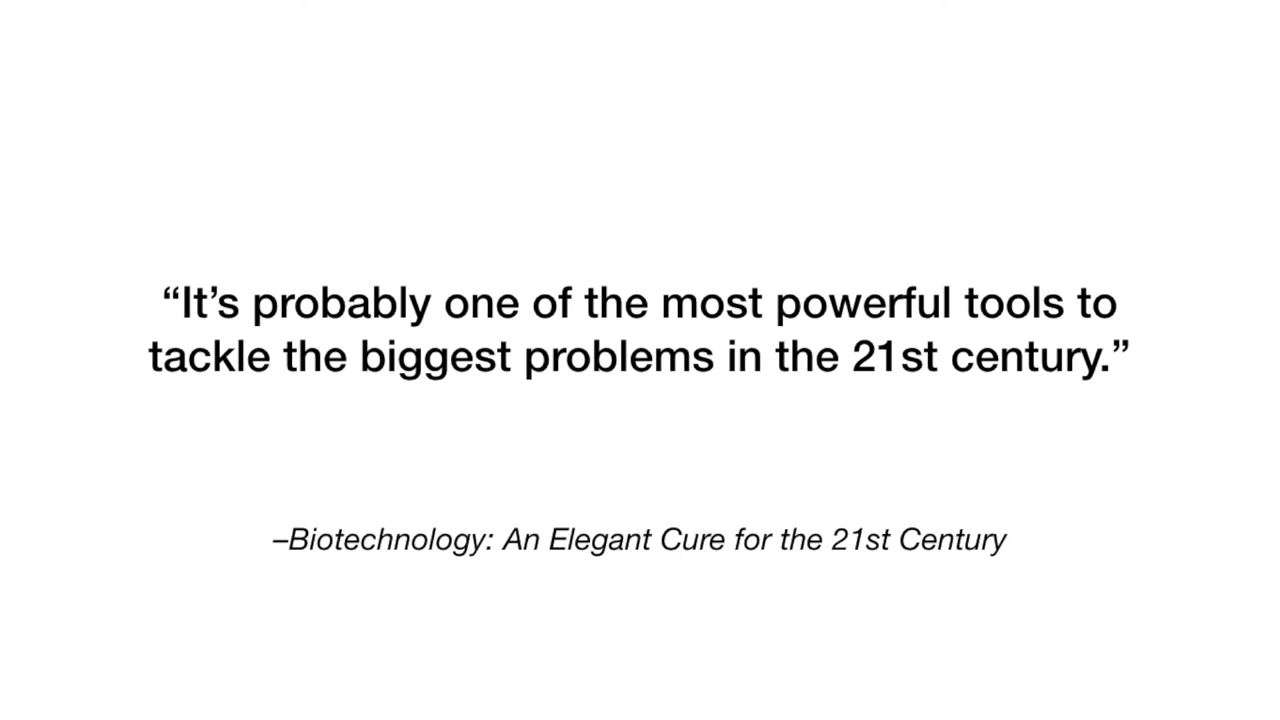 “It’s probably one of the most powerful tools to
tackle the biggest problems in the 21st century.”
–Biotechnology: An Elegant Cure for the 21st Century